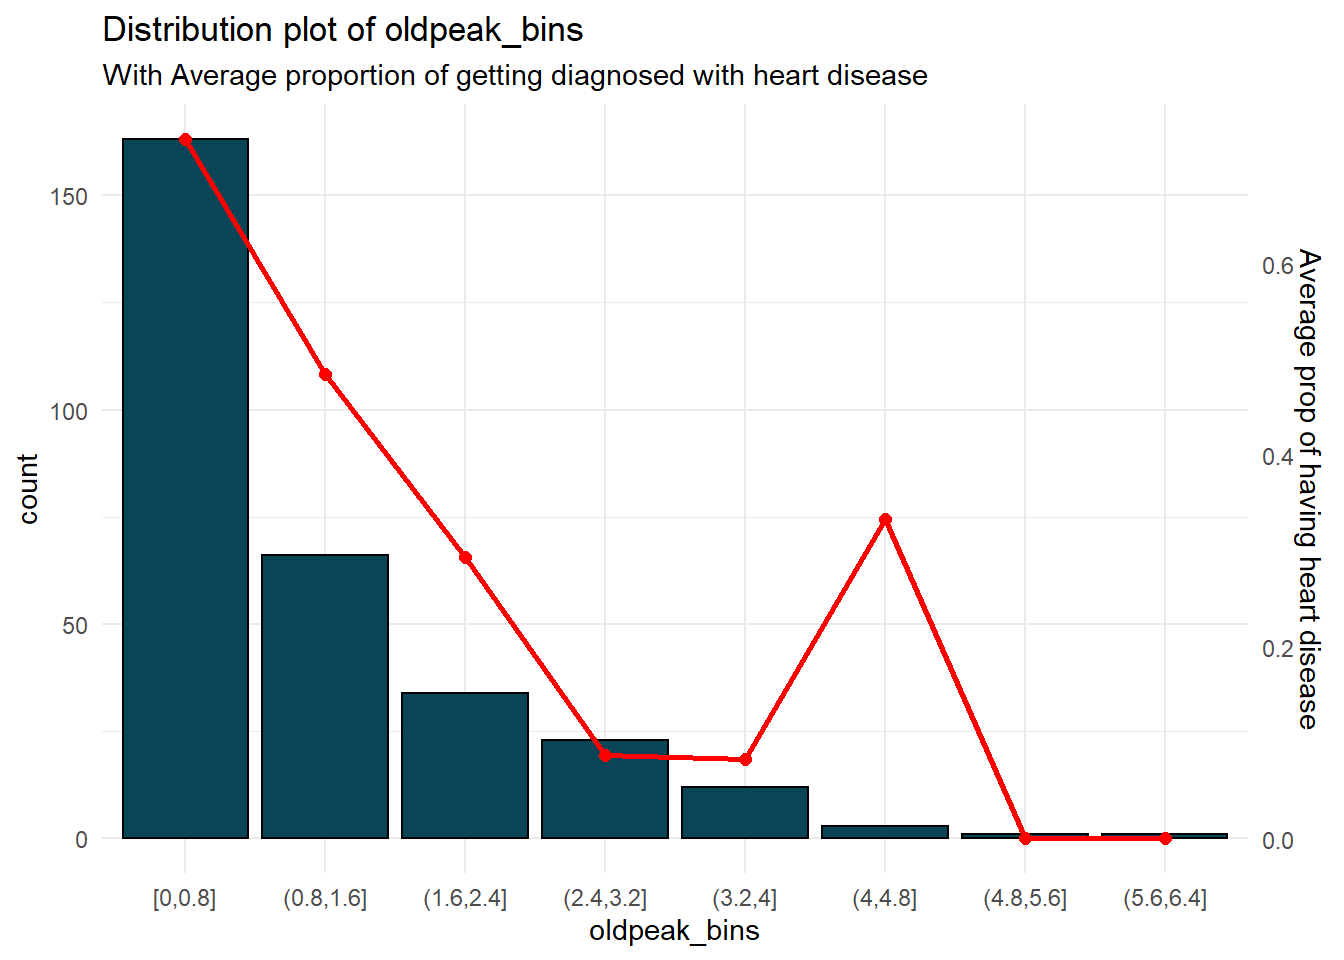 Distribution plot of oldpeak_bins
With Average proportion of getting diagnosed with heart disease
150
100
50
0
count
0.6
0.4
0.2
0.0
Average prop of having heart disease
[0,0.8] (0.8,1.6] (1.6,2.4] (2.4,3.2] (3.2,4] (4,4.8] (4.8,5.6] (5.6,6.4]
oldpeak_bins